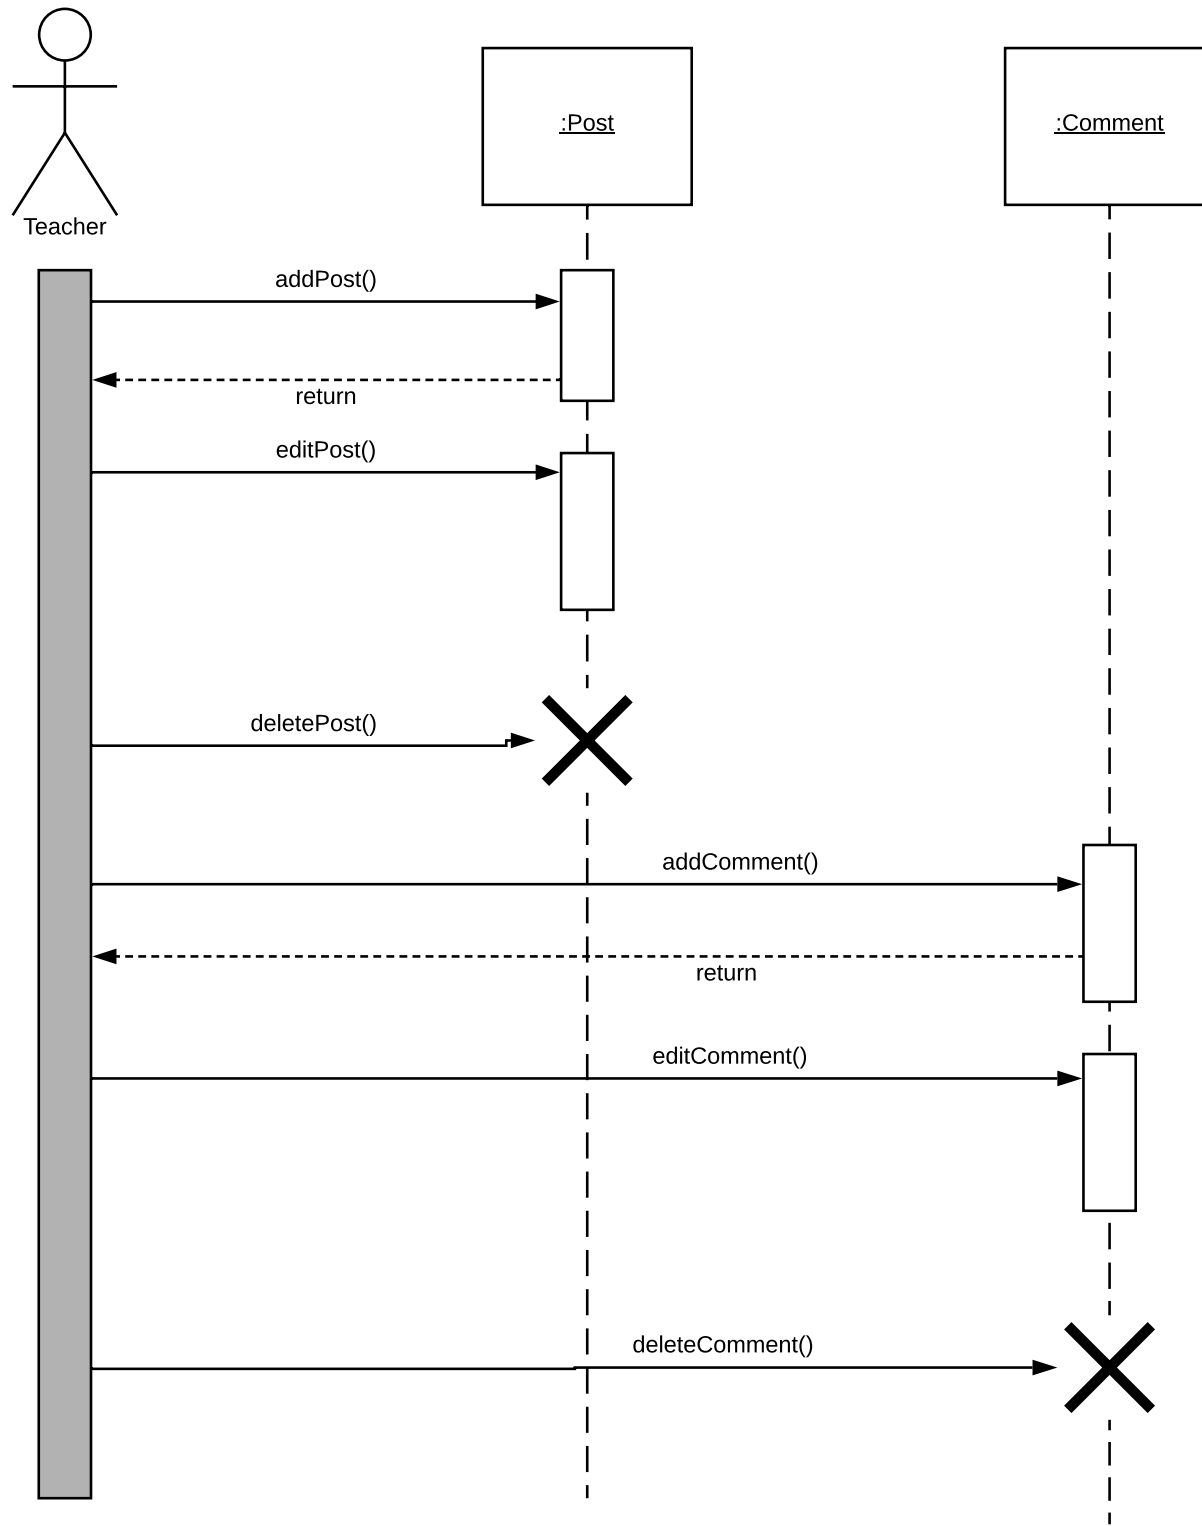 :Post
:Comment
Teacher
addPost()
return
editPost()
deletePost()
addComment()
return
editComment()
deleteComment()